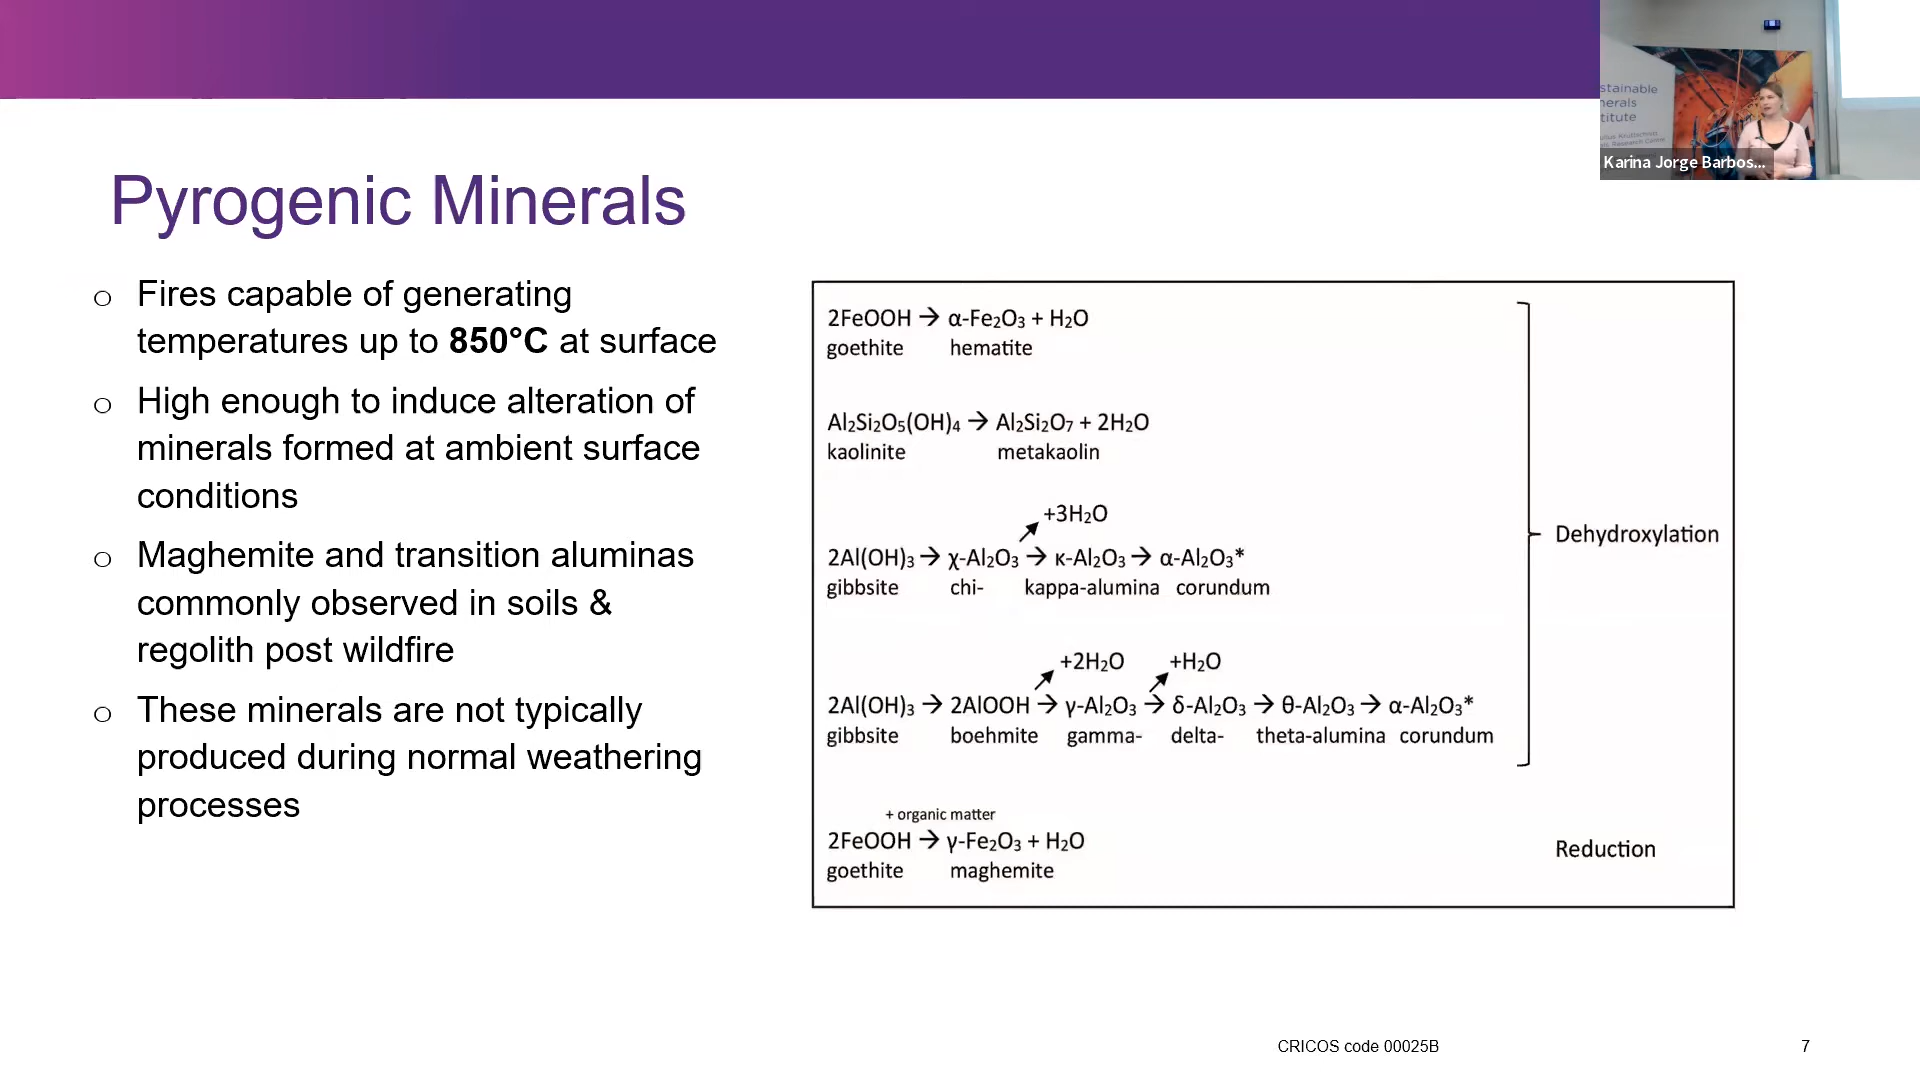 stainable
nerals
titute
Karina Jorge Barbos...
Pyrogenic Minerals
o Fires capable of generating
temperatures up to 850°C at surface
o High enough to induce alteration of
minerals formed at ambient surface
conditions
o Maghemite and transition aluminas
commonly observed in soils &
regolith post wildfire
o These minerals are not typically
produced during normal weathering
processes
2FeOOH → α-Fe₂O₃ + H₂O
goethite hematite
Al₂Si₂O₅(OH)₄ → Al₂Si₂O₇ + 2H₂O
kaolinite metakaolin
+3H₂O
2Al(OH)₃ → χ-Al₂O₃ → κ-Al₂O₃ → α-Al₂O₃*
gibbsite chi- kappa-alumina corundum
+2H₂O +H₂O
2Al(OH)₃ → 2AlOOH → γ-Al₂O₃ → δ-Al₂O₃ → θ-Al₂O₃ → α-Al₂O₃*
gibbsite boehmite gamma- delta- theta-alumina corundum
Dehydroxylation
+ organic matter
2FeOOH → γ-Fe₂O₃ + H₂O
goethite maghemite
Reduction
CRICOS code 00025B
7